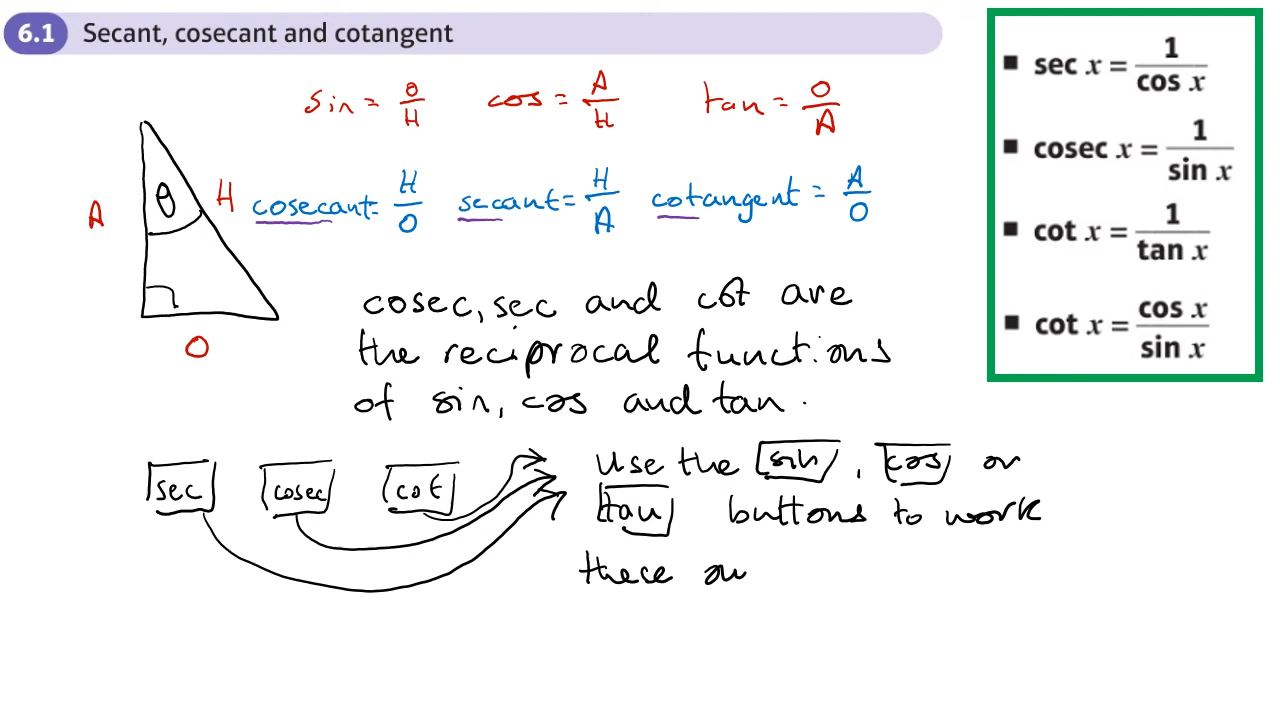 6.1 Secant, cosecant and cotangent
sin = O/H cos = A/H tan = O/A
A θ H O
cosecant = H/O secant = H/A cotangent = A/O
cosec, sec and cot are
the reciprocal functions
of sin, cos and tan.
sec cosec cot
Use the sin, cos or
tan buttons to work
these ou
■ sec x = 1/cos x
■ cosec x = 1/sin x
■ cot x = 1/tan x
■ cot x = cos x/sin x